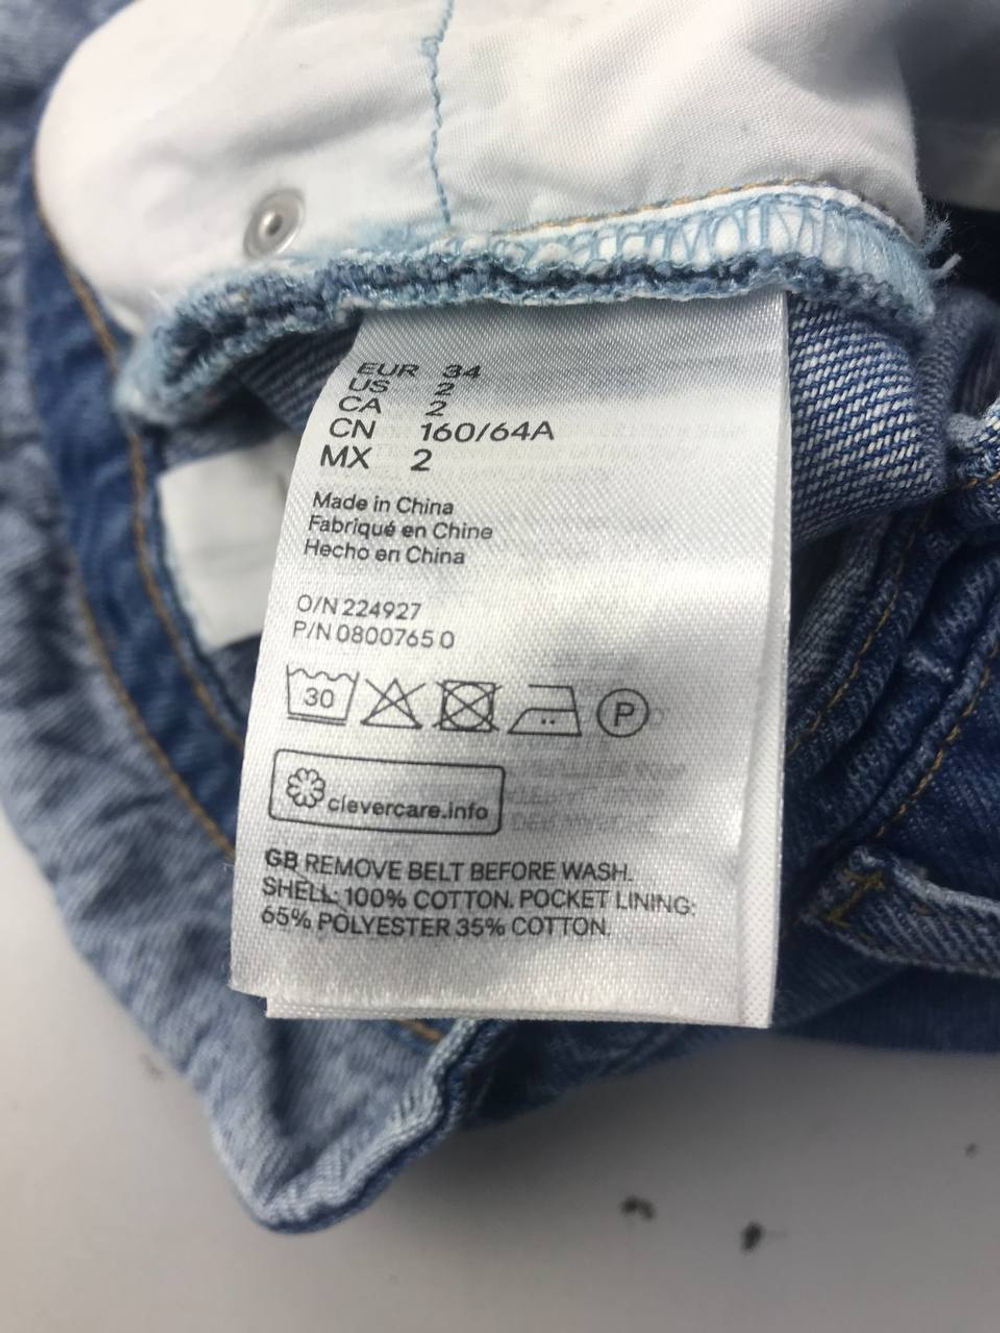 EUR 34
US 2
CA 2
CN 160/64A
MX 2
Made in China
Fabriqué en Chine
Hecho en China
O/N 224927
P/N 0800765 0
30
P
clevercare.info
GB REMOVE BELT BEFORE WASH.
SHELL: 100% COTTON. POCKET LINING:
65% POLYESTER 35% COTTON.